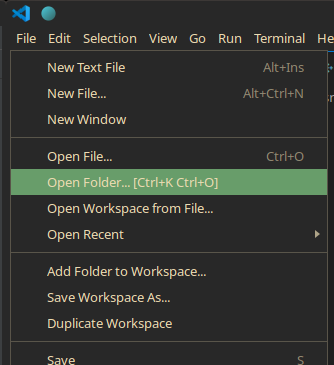 File Edit Selection View Go Run Terminal He
New Text File Alt+Ins
New File... Alt+Ctrl+N
New Window
Open File... Ctrl+O
Open Folder... [Ctrl+K Ctrl+O]
Open Workspace from File...
Open Recent
Add Folder to Workspace...
Save Workspace As...
Duplicate Workspace
Save S